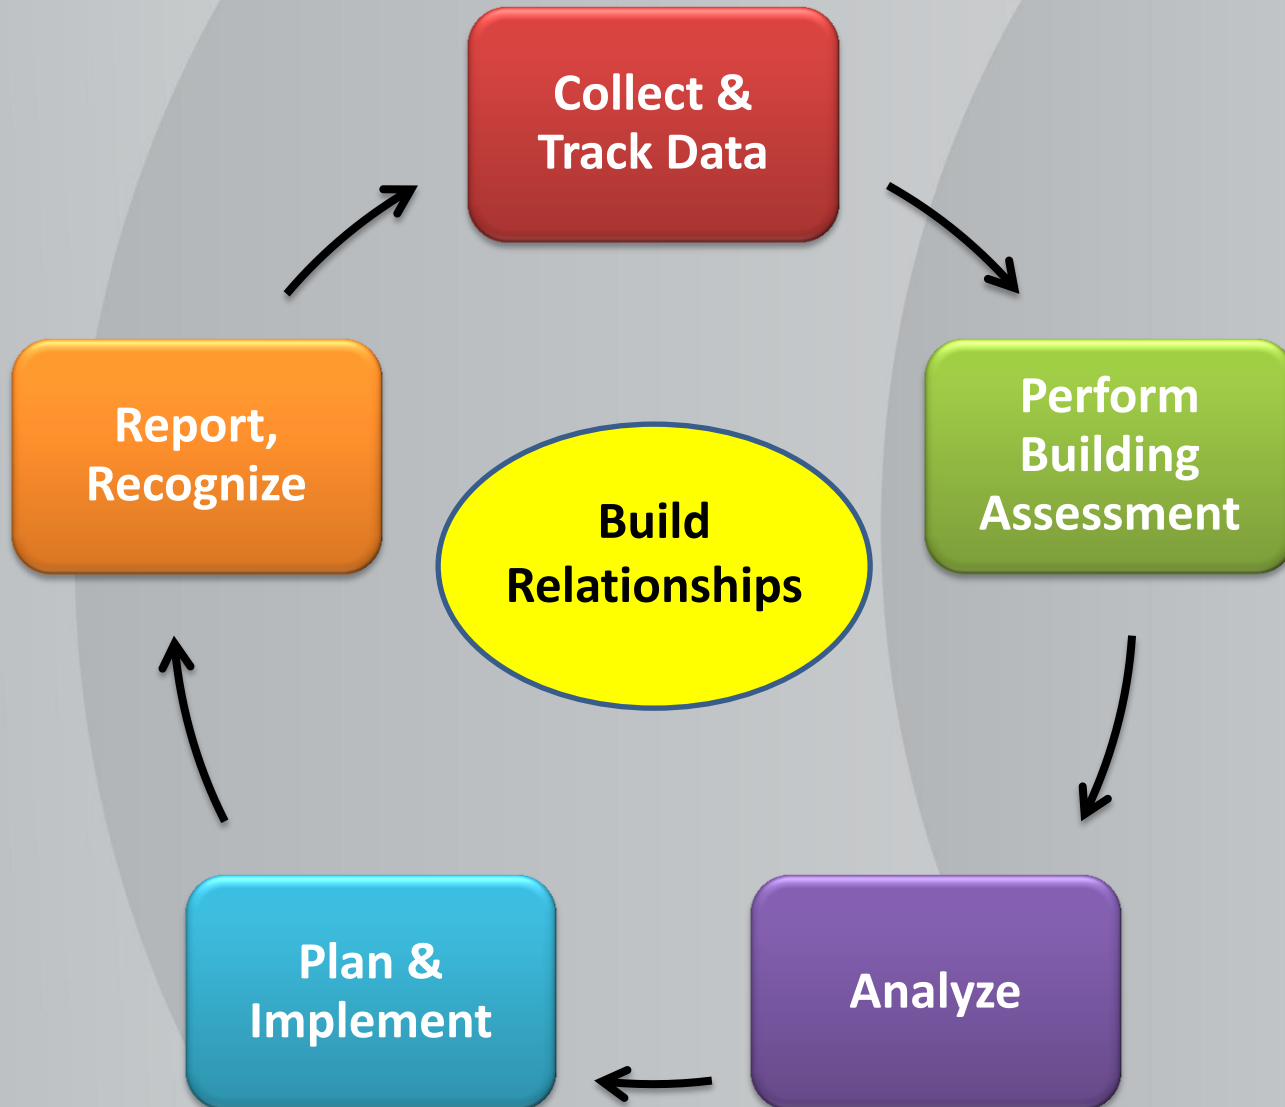 Collect &
Track Data
Perform
Building
Assessment
Analyze
Plan &
Implement
Report,
Recognize
Build
Relationships